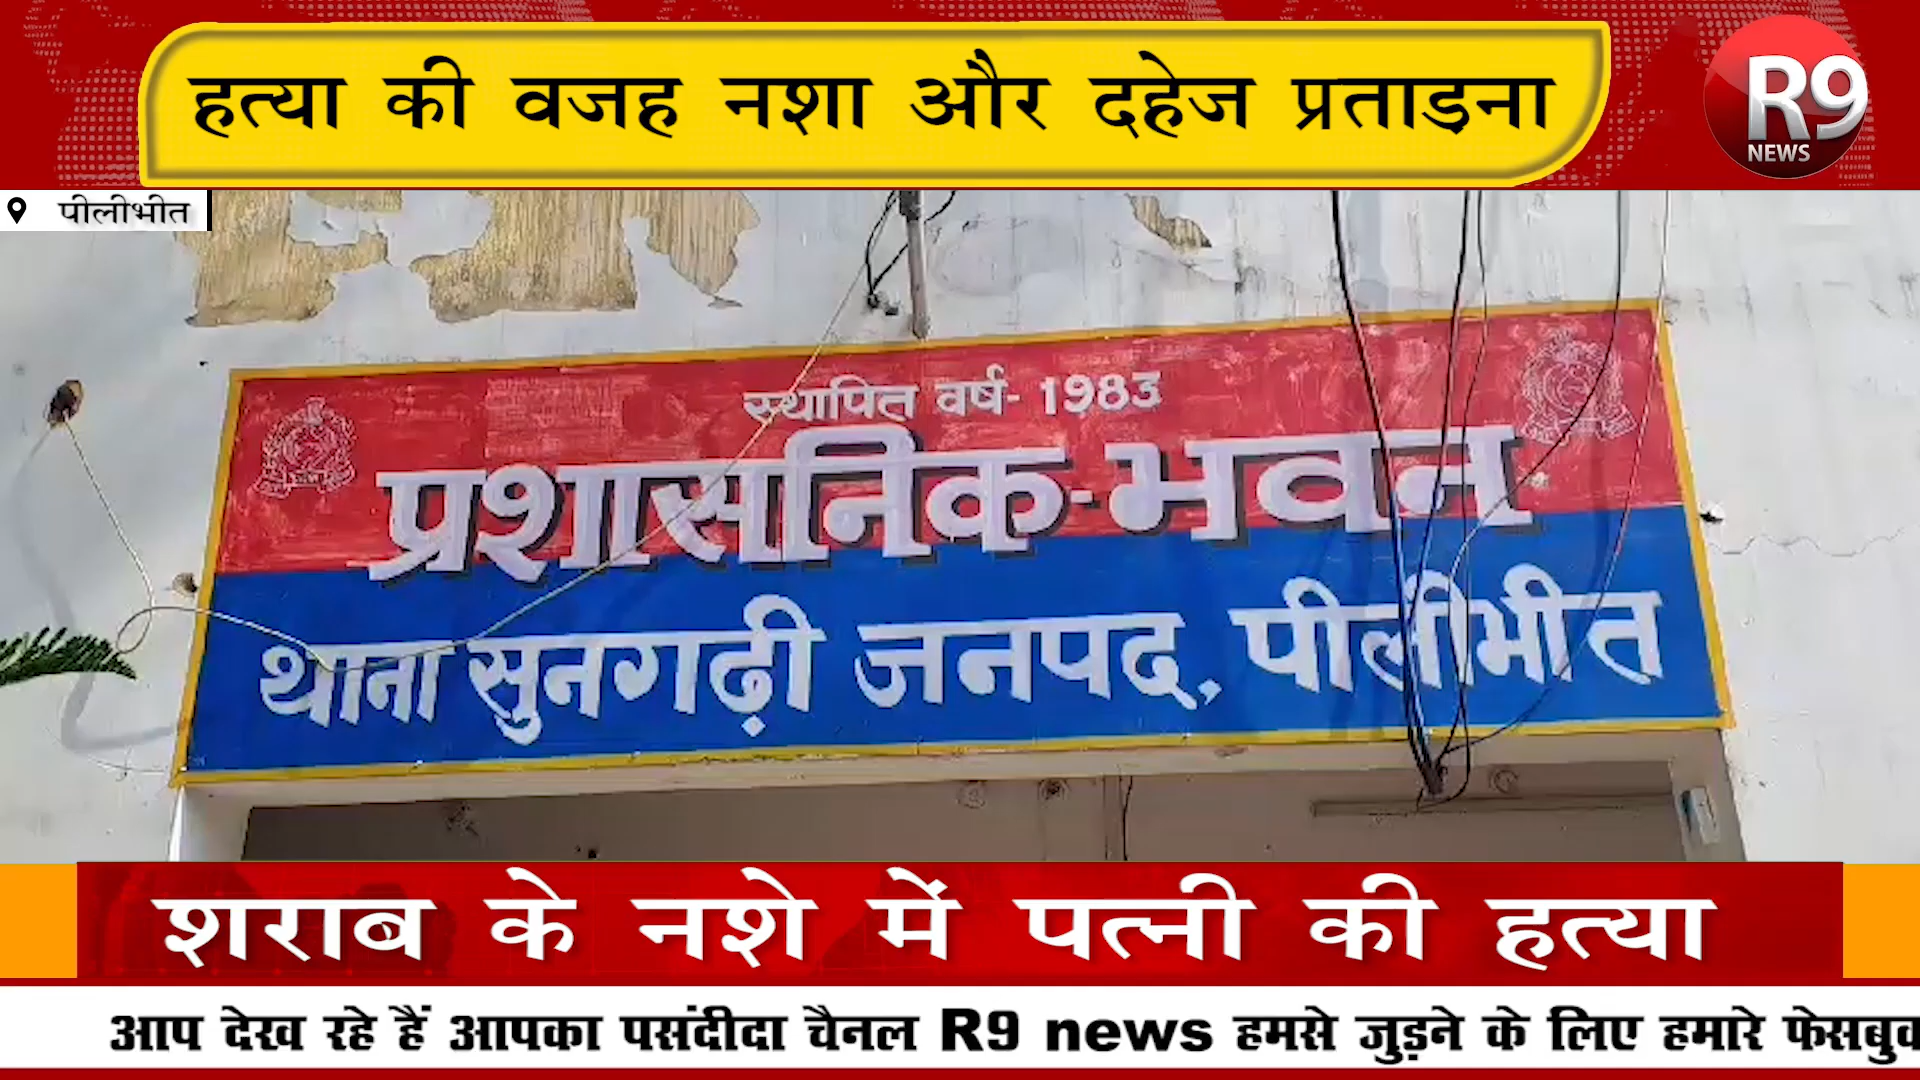 हत्या की वजह नशा और दहेज प्रताड़ना
R9
NEWS
पीलीभीत
स्थापित वर्ष- 1983
प्रशासनिक-भवन
थाना सुनगढ़ी जनपद, पीलीभीत
शराब के नशे में पत्नी की हत्या
आप देख रहे हैं आपका पसंदीदा चैनल R9 news हमसे जुड़ने के लिए हमारे फेसबुक